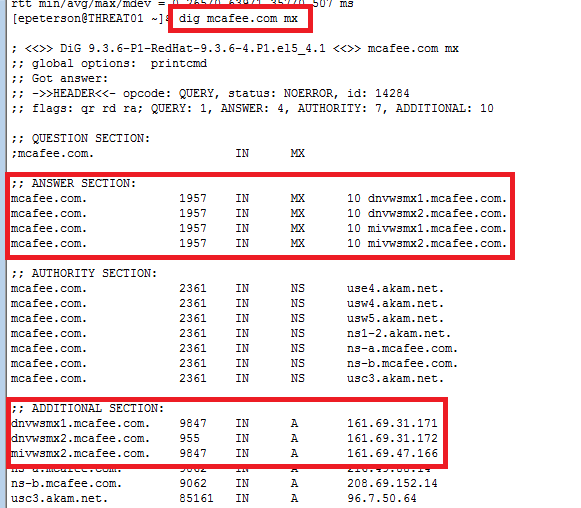 [epeterson@THREAT01 ~]$ dig mcafee.com mx
; <<>> DiG 9.3.6-P1-RedHat-9.3.6-4.P1.el5_4.1 <<>> mcafee.com mx
;; global options: printcmd
;; Got answer:
;; ->>HEADER<<- opcode: QUERY, status: NOERROR, id: 14284
;; flags: qr rd ra; QUERY: 1, ANSWER: 4, AUTHORITY: 7, ADDITIONAL: 10
;; QUESTION SECTION:
;mcafee.com. IN MX
;; ANSWER SECTION:
mcafee.com. 1957 IN MX 10 dnvwsmx1.mcafee.com.
mcafee.com. 1957 IN MX 10 dnvwsmx2.mcafee.com.
mcafee.com. 1957 IN MX 10 mivwsmx1.mcafee.com.
mcafee.com. 1957 IN MX 10 mivwsmx2.mcafee.com.
;; AUTHORITY SECTION:
mcafee.com. 2361 IN NS use4.akam.net.
mcafee.com. 2361 IN NS usw4.akam.net.
mcafee.com. 2361 IN NS usw5.akam.net.
mcafee.com. 2361 IN NS ns1-2.akam.net.
mcafee.com. 2361 IN NS ns-a.mcafee.com.
mcafee.com. 2361 IN NS ns-b.mcafee.com.
mcafee.com. 2361 IN NS usc3.akam.net.
;; ADDITIONAL SECTION:
dnvwsmx1.mcafee.com. 9847 IN A 161.69.31.171
dnvwsmx2.mcafee.com. 955 IN A 161.69.31.172
mivwsmx2.mcafee.com. 9847 IN A 161.69.47.166
ns-a.mcafee.com. IN A
ns-b.mcafee.com. 9062 IN A 208.69.152.14
usc3.akam.net. 85161 IN A 96.7.50.64